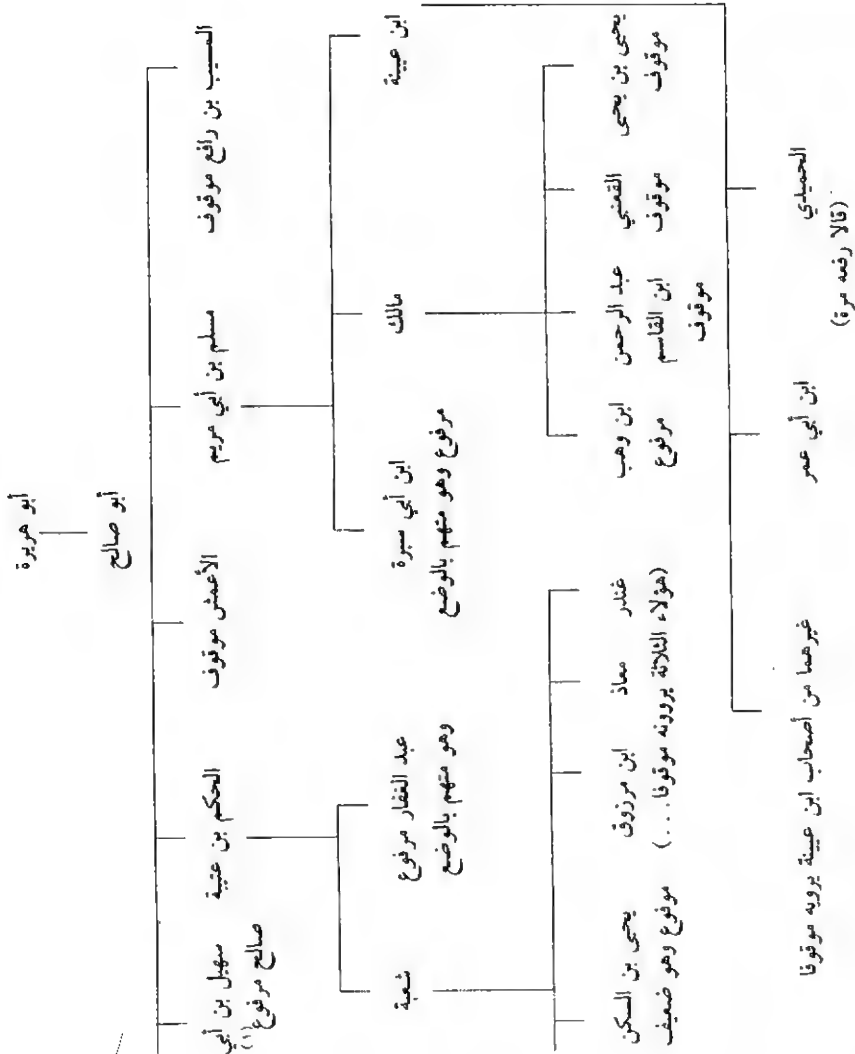 أبو هريرة
أبو صالح
المسيب بن رافع موقوف
مسلم بن أبي مريم
الأعمش موقوف
الحكم بن عتيبة
سهيل بن أبي
صالح مرفوع (١)
ابن عيينة
مالك
ابن أبي سبرة
مرفوع وهو متهم بالوضع
عبد الغفار مرفوع
وهو متهم بالوضع
شعبة
يحيى بن يحيى
موقوف
القعنبي
موقوف
عبد الرحمن
ابن القاسم
موقوف
ابن وهب
مرفوع
غندر
معاذ
ابن مرزوق
(هؤلاء الثلاثة يروونه موقوفا...)
يحيى بن السكن
موفوع وهو ضعيف
الحميدي
ابن أبي عمر
(قالا رفعه مرة)
غيرهما من أصحاب ابن عيينة يرويه موقوفا